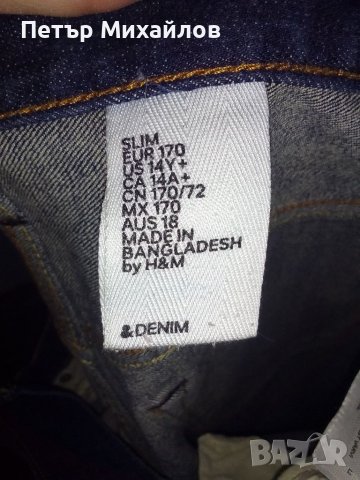 Петър Михайлов
SLIM
EUR 170
US 14Y+
CA 14A+
CN 170/72
MX 170
AUS 18
MADE IN
BANGLADESH
by H&M
&DENIM
BAZAR